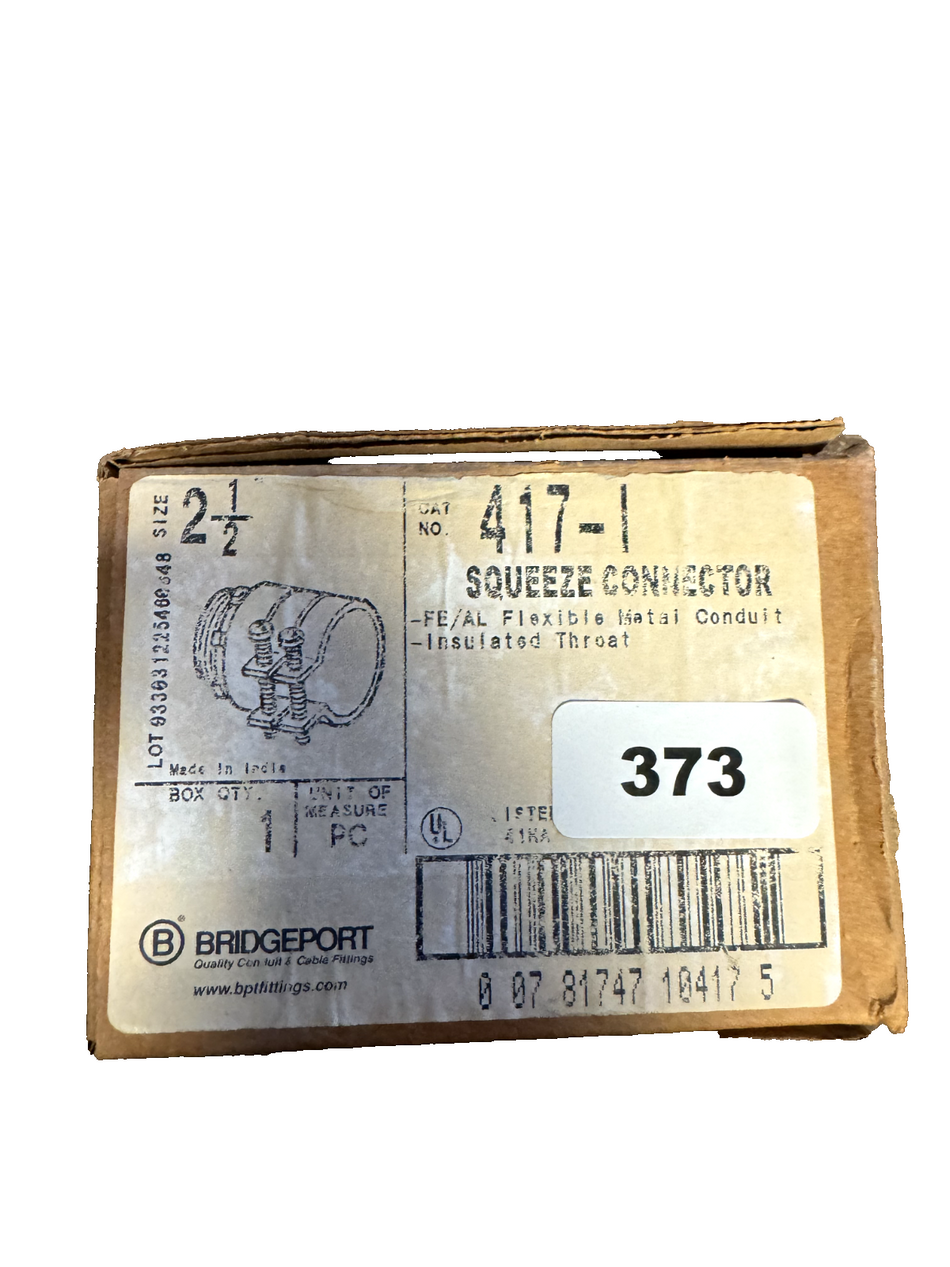 SIZE 2 1/2
CAT NO. 417-I
SQUEEZE CONNECTOR
-FE/AL Flexible Metal Conduit
-Insulated Throat
LOT
Made in India
BOX QTY. 1
UNIT OF MEASURE PC
373
UL
B® BRIDGEPORT
Quality Conduit & Cable Fittings
www.bptfittings.com
0 07 81747 10417 5